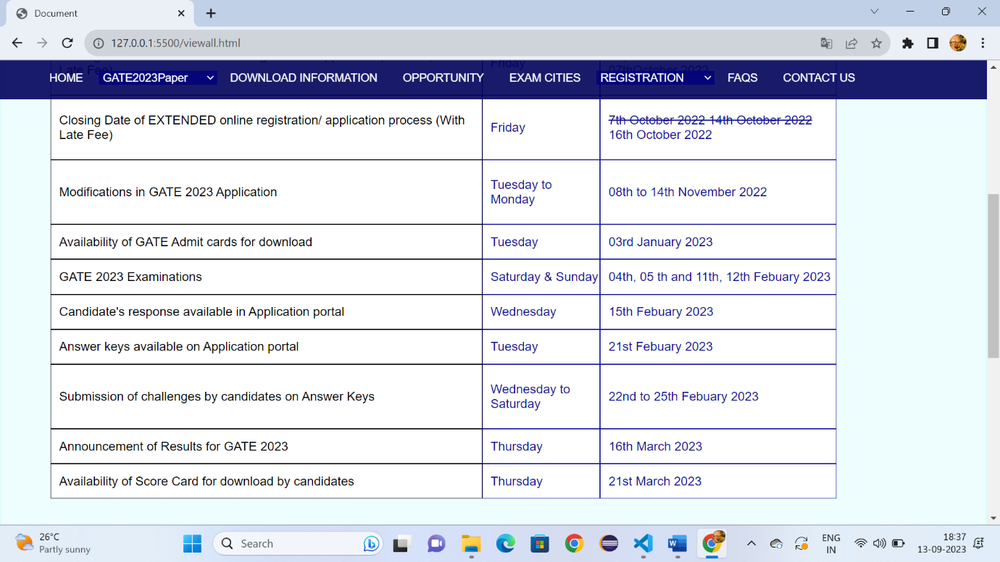 Document
127.0.0.1:5500/viewall.html
Late Fee)
Friday
07thOctober 2022
HOME GATE2023Paper DOWNLOAD INFORMATION OPPORTUNITY EXAM CITIES REGISTRATION FAQS CONTACT US
Closing Date of EXTENDED online registration/ application process (With
Late Fee)
Friday
7th October 2022 14th October 2022
16th October 2022
Modifications in GATE 2023 Application
Tuesday to
Monday
08th to 14th November 2022
Availability of GATE Admit cards for download
Tuesday
03rd January 2023
GATE 2023 Examinations
Saturday & Sunday
04th, 05 th and 11th, 12th Febuary 2023
Candidate's response available in Application portal
Wednesday
15th Febuary 2023
Answer keys available on Application portal
Tuesday
21st Febuary 2023
Submission of challenges by candidates on Answer Keys
Wednesday to
Saturday
22nd to 25th Febuary 2023
Announcement of Results for GATE 2023
Thursday
16th March 2023
Availability of Score Card for download by candidates
Thursday
21st March 2023
26°C
Partly sunny
Search
ENG
IN
18:37
13-09-2023